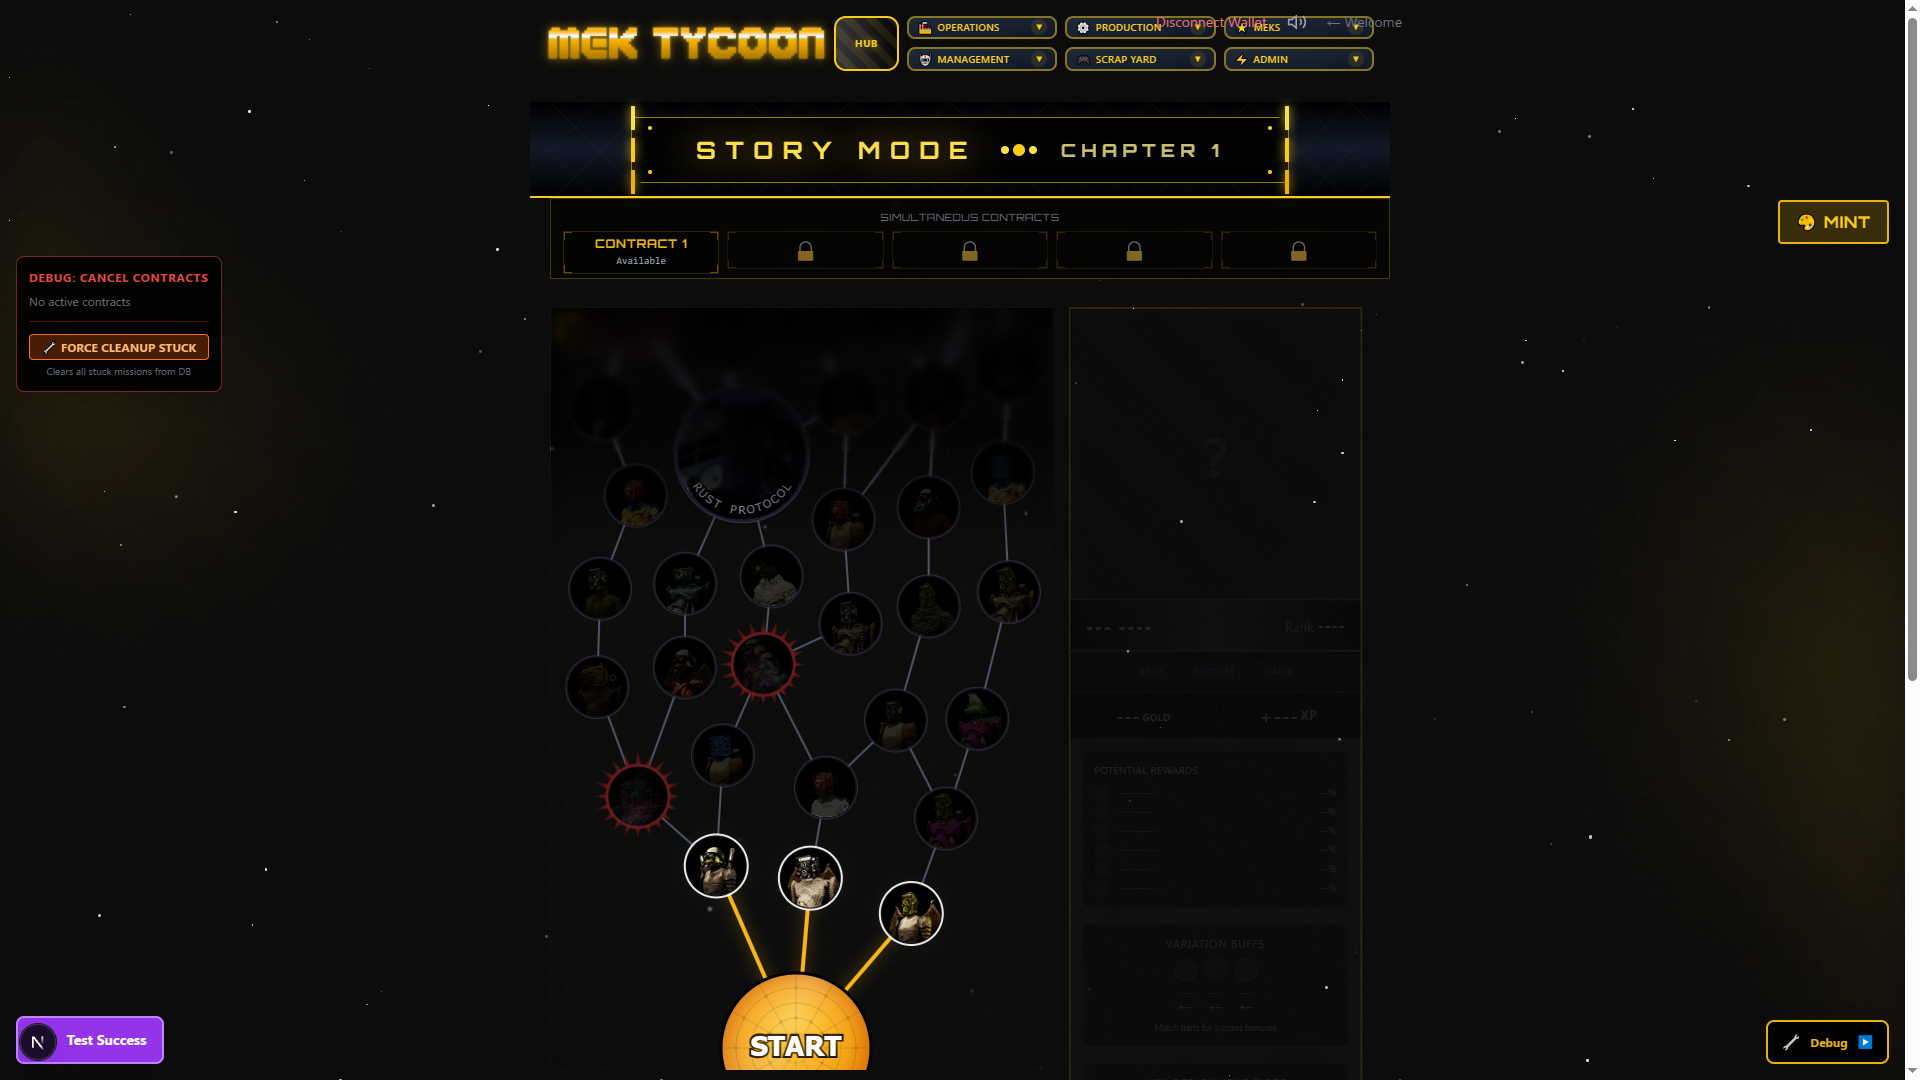 MEK TYCOON
HUB
OPERATIONS
PRODUCTION
MEKS
MANAGEMENT
SCRAP YARD
ADMIN
Disconnect Wallet
← Welcome
STORY MODE
CHAPTER 1
SIMULTANEOUS CONTRACTS
CONTRACT 1
Available
MINT
DEBUG: CANCEL CONTRACTS
No active contracts
FORCE CLEANUP STUCK
Clears all stuck missions from DB
RUST PROTOCOL
?
--- ----
Rank ----
EASY
MEDIUM
HARD
--- GOLD
+--- XP
POTENTIAL REWARDS
--%
--%
--%
--%
--%
--%
VARIATION BUFFS
+-- +-- +--
Match traits for success bonuses
START
N
Test Success
Debug